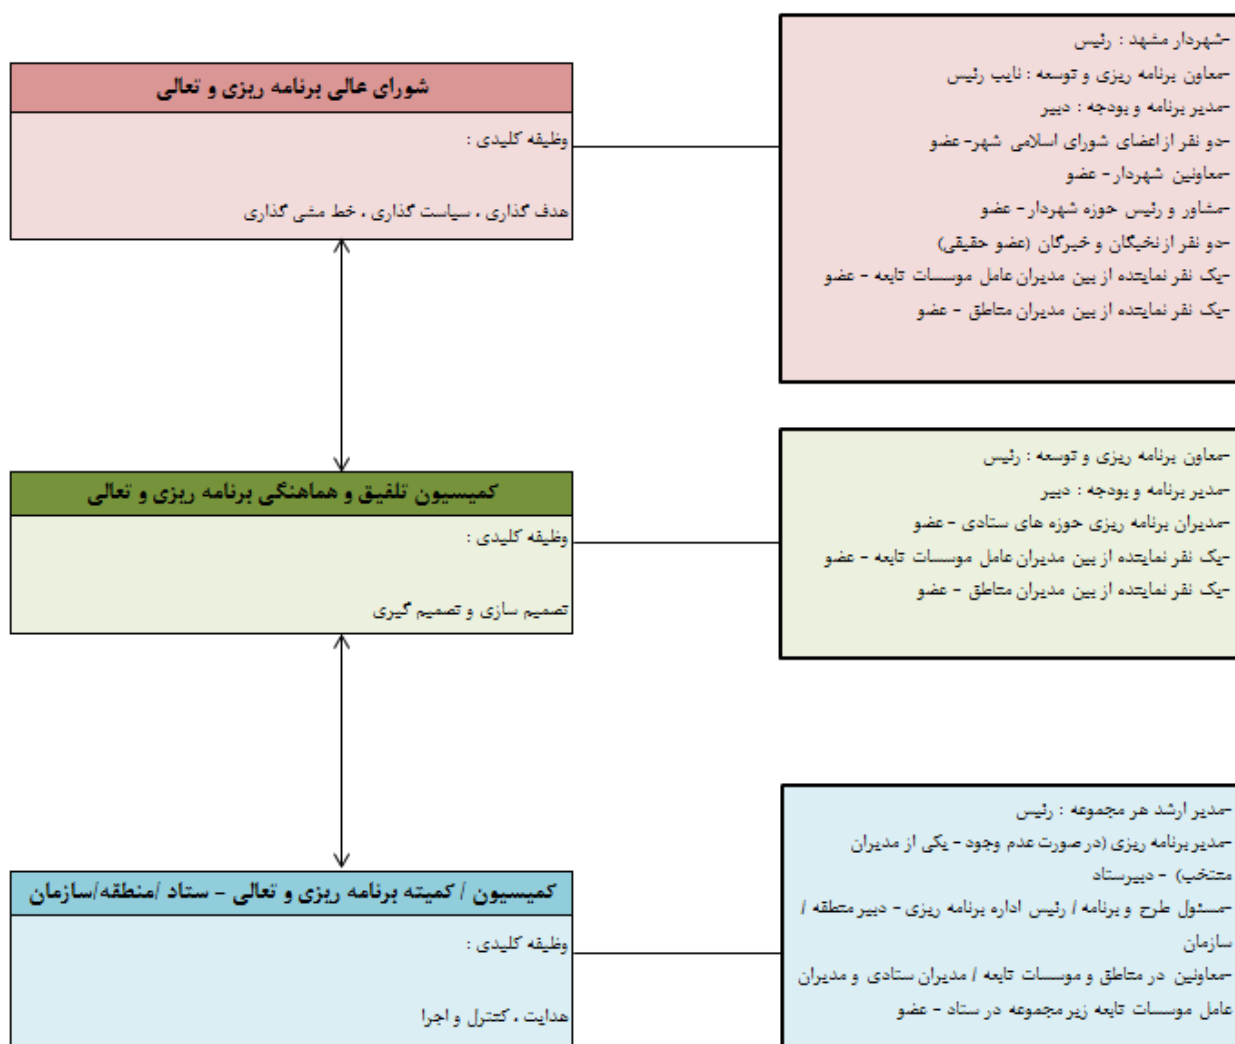 شورای عالی برنامه ریزی و تعالی
وظیفه کلیدی :
هدف گذاری ، سیاست گذاری ، خط مشی گذاری
-شهردار مشهد : رئیس
-معاون برنامه ریزی و توسعه : نایب رئیس
-مدیر برنامه و بودجه : دبیر
-دو نفر از اعضای شورای اسلامی شهر- عضو
-معاونین شهردار - عضو
-مشاور و رئیس حوزه شهردار - عضو
-دو نفر از نخبگان و خبرگان (عضو حقیقی)
-یک نفر نماینده از بین مدیران عامل موسسات تابعه - عضو
-یک نفر نماینده از بین مدیران مناطق - عضو
کمیسیون تلفیق و هماهنگی برنامه ریزی و تعالی
وظیفه کلیدی :
تصمیم سازی و تصمیم گیری
-معاون برنامه ریزی و توسعه : رئیس
-مدیر برنامه و بودجه : دبیر
-مدیران برنامه ریزی حوزه های ستادی - عضو
-یک نفر نماینده از بین مدیران عامل موسسات تابعه - عضو
-یک نفر نماینده از بین مدیران مناطق - عضو
کمیسیون / کمیته برنامه ریزی و تعالی - ستاد /منطقه/سازمان
وظیفه کلیدی :
هدایت ، کنترل و اجرا
-مدیر ارشد هر مجموعه : رئیس
-مدیر برنامه ریزی (در صورت عدم وجود - یکی از مدیران
منتخب) - دبیرستاد
-مسئول طرح و برنامه / رئیس اداره برنامه ریزی - دبیر منطقه /
سازمان
-معاونین در مناطق و موسسات تابعه / مدیران ستادی و مدیران
عامل موسسات تابعه زیر مجموعه در ستاد - عضو